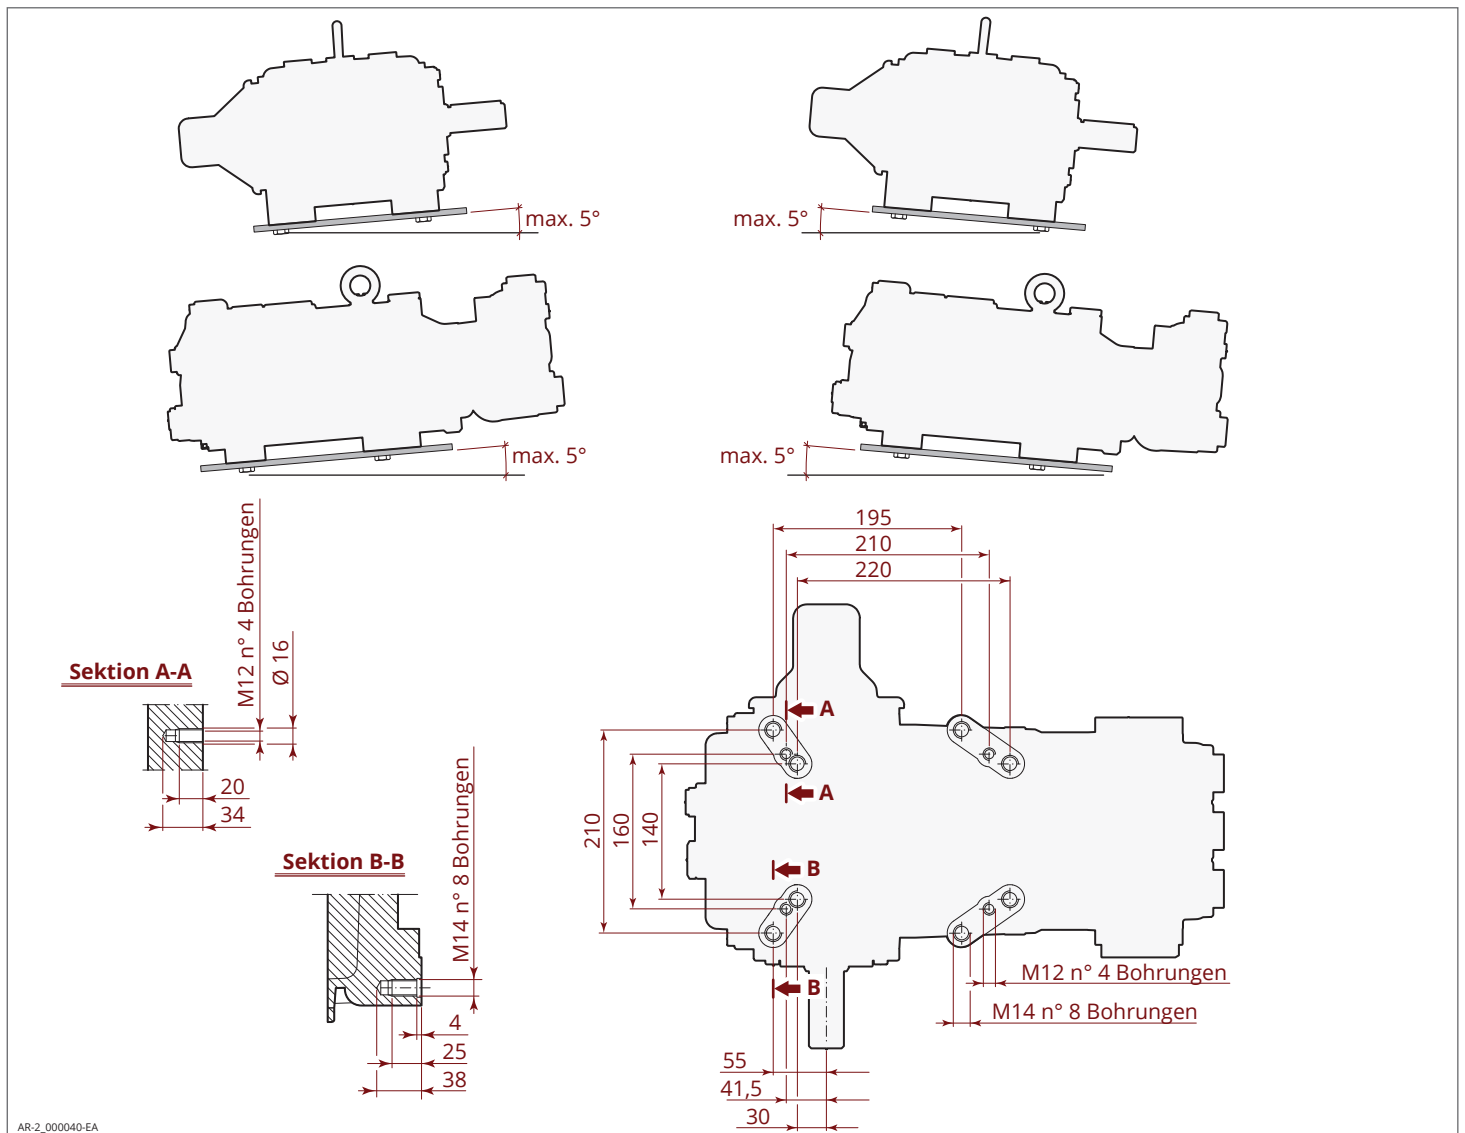 max. 5°
max. 5°
max. 5°
max. 5°
195
210
220
M12 n° 4 Bohrungen
Ø 16
Sektion A-A
20
34
A
A
210
160
140
B
B
Sektion B-B
M14 n° 8 Bohrungen
4
25
38
M12 n° 4 Bohrungen
M14 n° 8 Bohrungen
55
41,5
30
AR-2_000040-EA